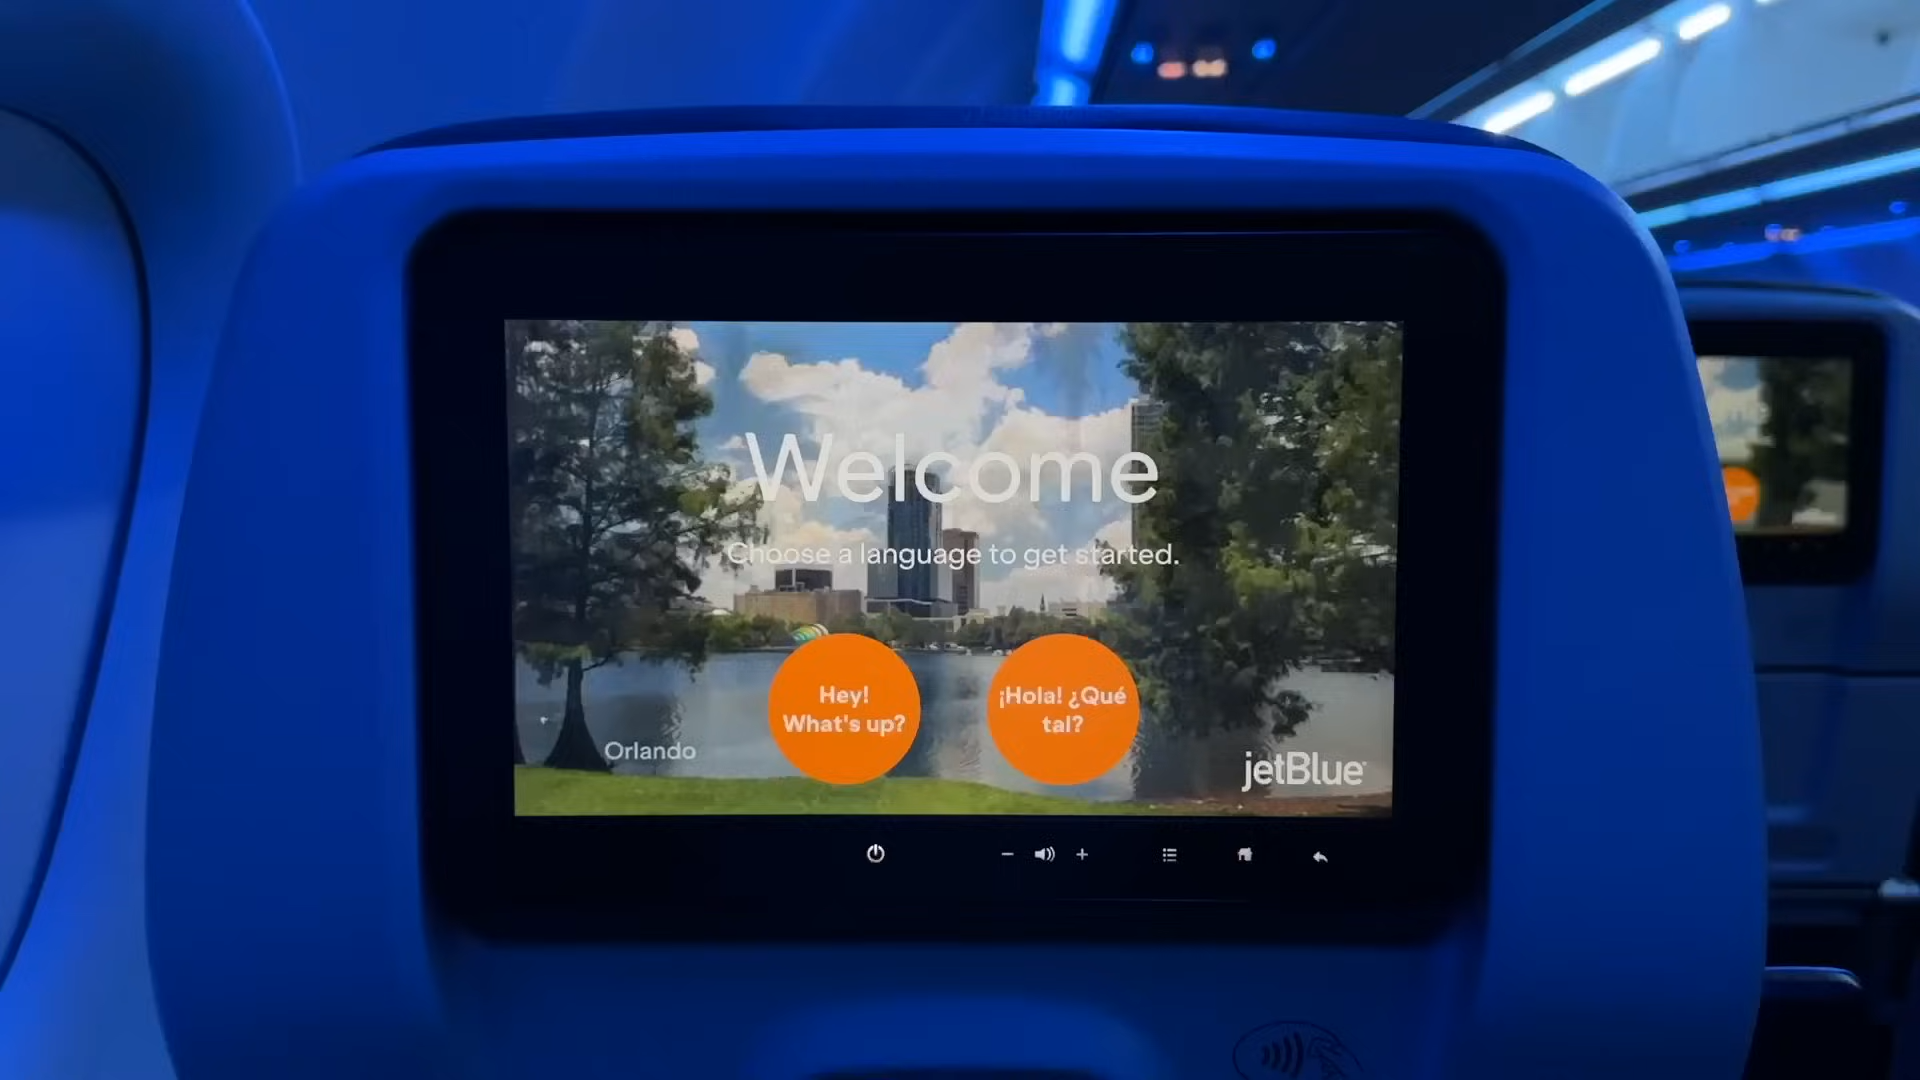 Welcome
Choose a language to get started.
Hey!
What's up?
¡Hola! ¿Qué
tal?
Orlando
jetBlue